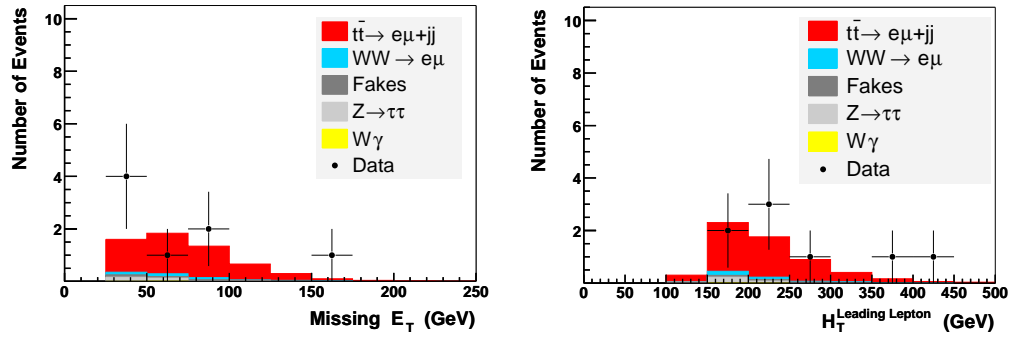 Number of Events
10
8
6
4
2
0 50 100 150 200 250
Missing E_T (GeV)
tt̄→ eμ+jj
WW → eμ
Fakes
Z→ττ
Wγ
Data
Number of Events
10
8
6
4
2
0 50 100 150 200 250 300 350 400 450 500
H_T^Leading Lepton (GeV)
tt̄→ eμ+jj
WW → eμ
Fakes
Z→ττ
Wγ
Data